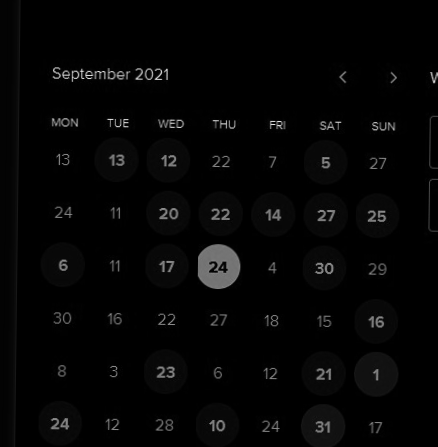 September 2021 < > W
MON TUE WED THU FRI SAT SUN
13 13 12 22 7 5 27
24 11 20 22 14 27 25
6 11 17 24 4 30 29
30 16 22 27 18 15 16
8 3 23 6 12 21 1
24 12 28 10 24 31 17